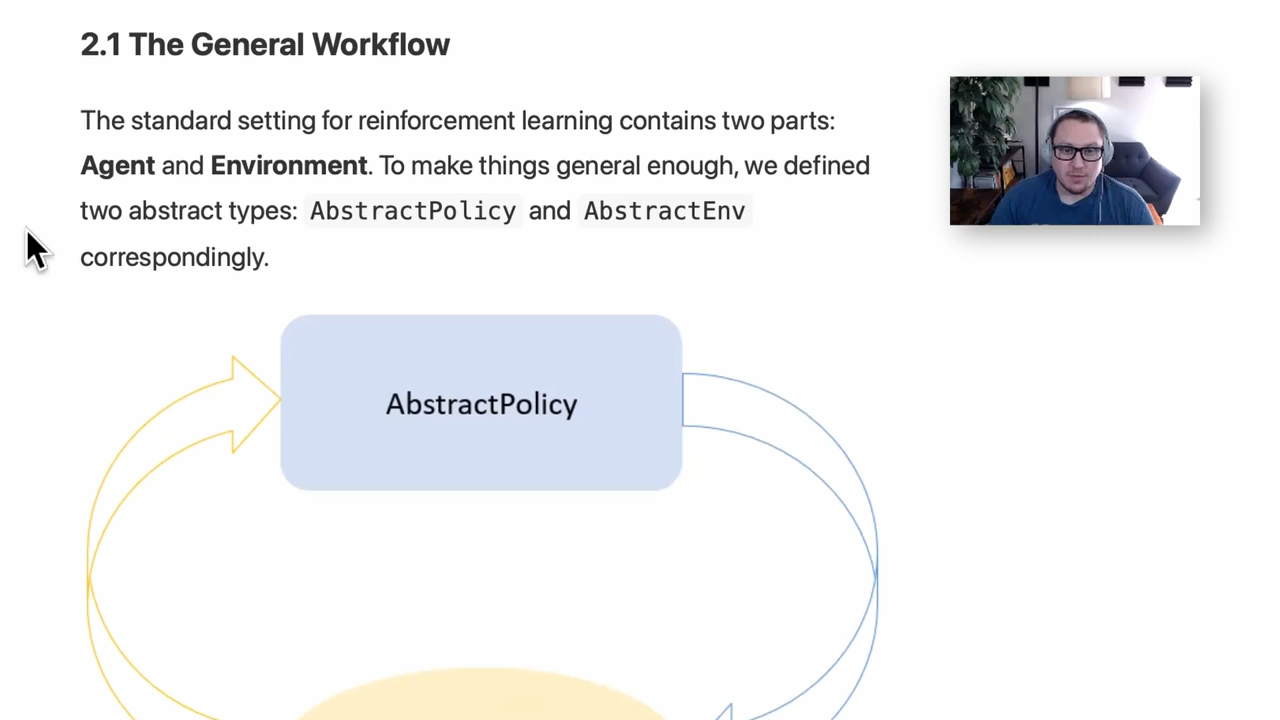 2.1 The General Workflow
The standard setting for reinforcement learning contains two parts:
Agent and Environment. To make things general enough, we defined
two abstract types: AbstractPolicy and AbstractEnv
correspondingly.
AbstractPolicy